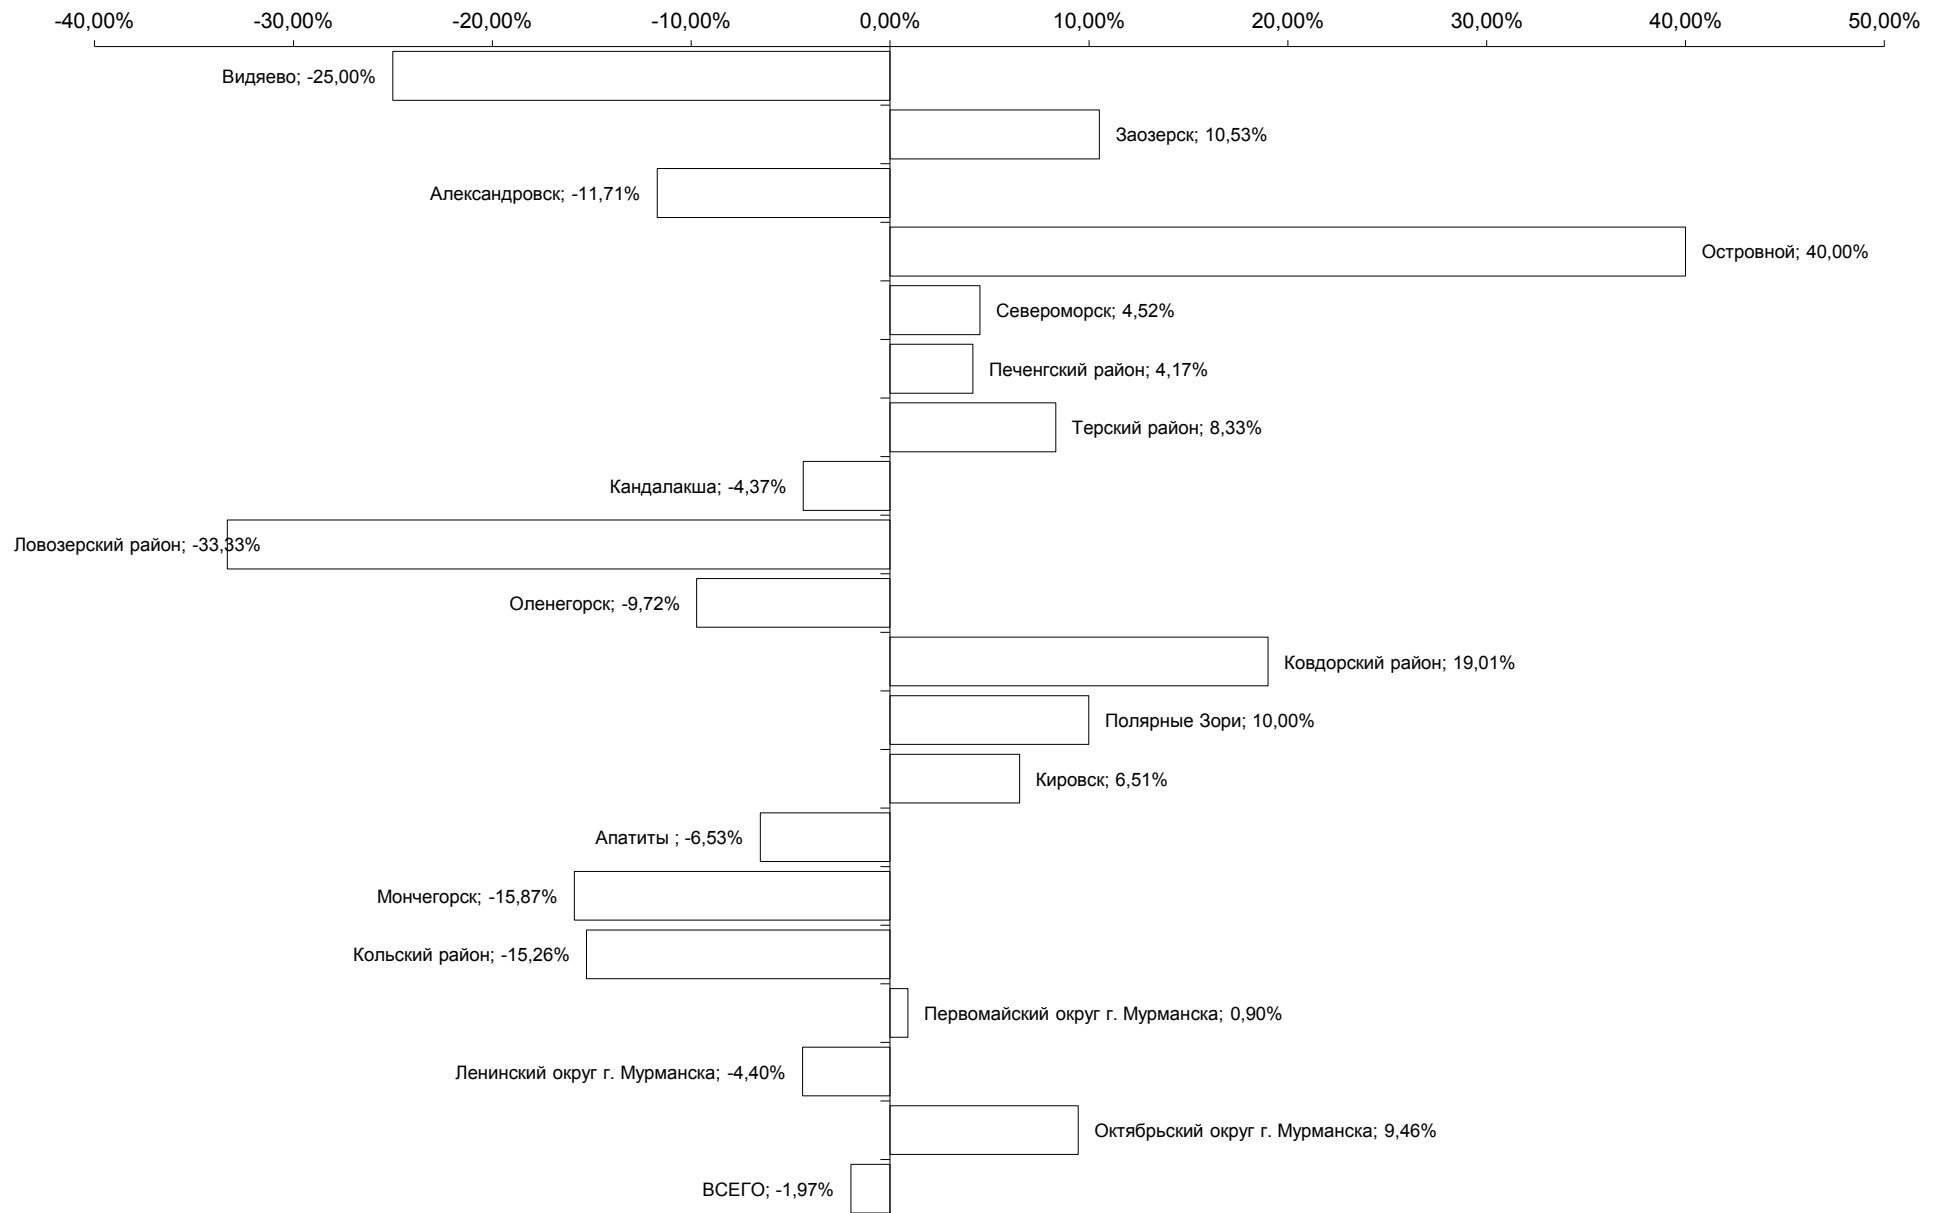 -40,00% -30,00% -20,00% -10,00% 0,00% 10,00% 20,00% 30,00% 40,00% 50,00%
Видяево; -25,00%
Заозерск; 10,53%
Александровск; -11,71%
Островной; 40,00%
Североморск; 4,52%
Печенгский район; 4,17%
Терский район; 8,33%
Кандалакша; -4,37%
Ловозерский район; -33,33%
Оленегорск; -9,72%
Ковдорский район; 19,01%
Полярные Зори; 10,00%
Кировск; 6,51%
Апатиты ; -6,53%
Мончегорск; -15,87%
Кольский район; -15,26%
Первомайский округ г. Мурманска; 0,90%
Ленинский округ г. Мурманска; -4,40%
Октябрьский округ г. Мурманска; 9,46%
ВСЕГО; -1,97%